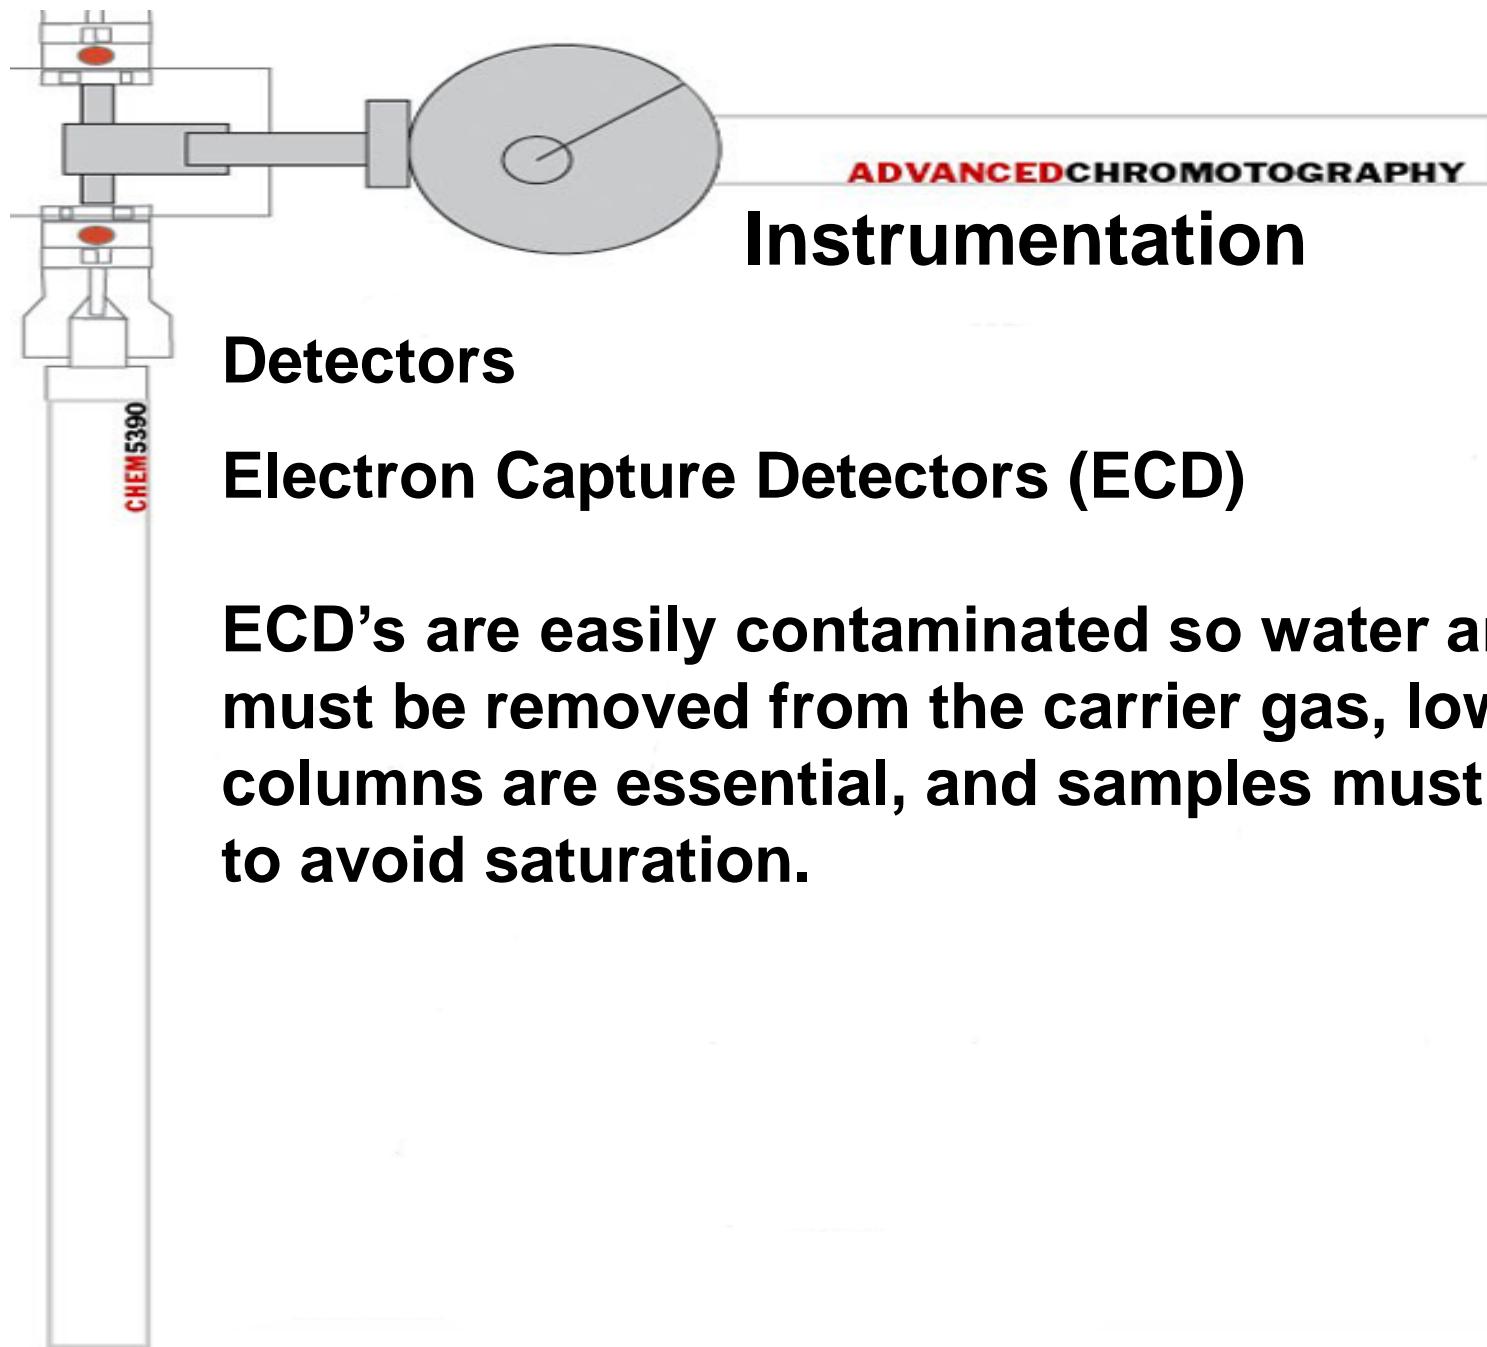 ADVANCEDCHROMOTOGRAPHY
Instrumentation
Detectors
CHEM5390
Electron Capture Detectors (ECD)
ECD’s are easily contaminated so water
must be removed from the carrier gas,
columns are essential, and samples must
to avoid saturation.